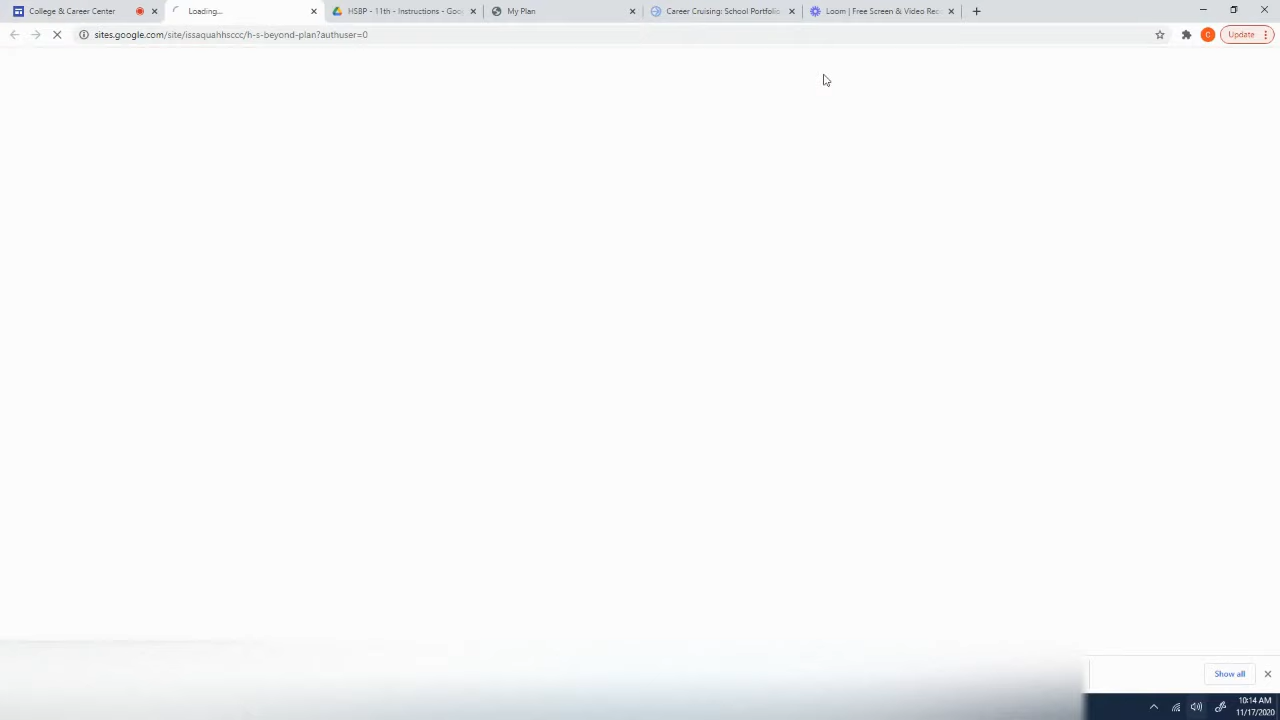 College & Career Center
Loading...
HSBP - 11th - Instructions - Goo
My Plan
Career Cruising: School Portfolio
Loom | Free Screen & Video Rec
sites.google.com/site/issaquahhsccc/h-s-beyond-plan?authuser=0
C
Update
Show all
10:14 AM
11/17/2020